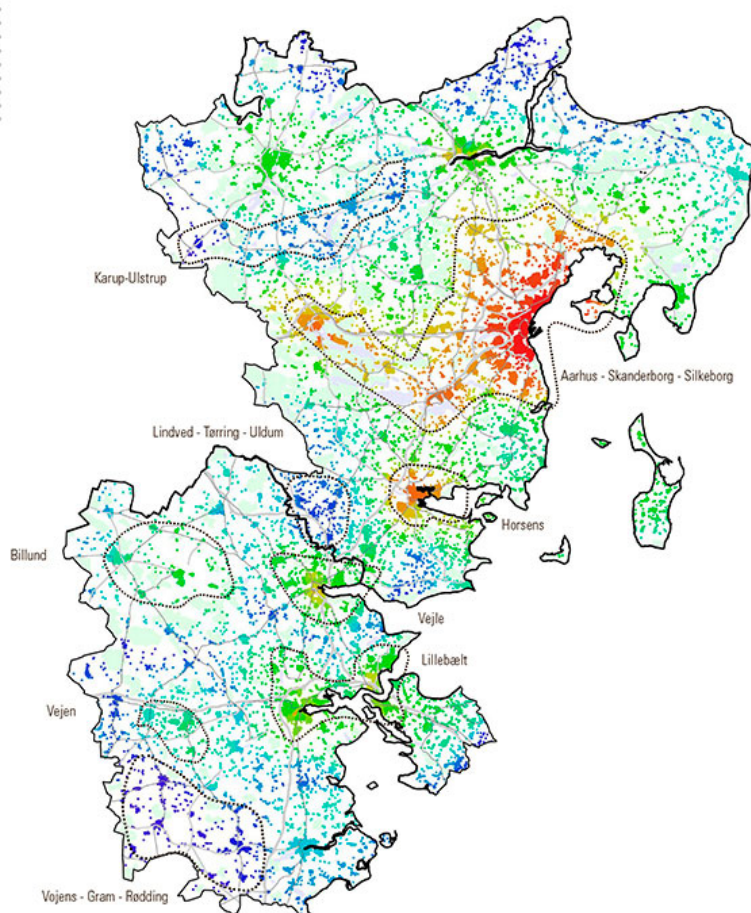 Karup-Ulstrup
Aarhus - Skanderborg - Silkeborg
Lindved - Tørring - Uldum
Horsens
Billund
Vejle
Lillebælt
Vejen
Vojens - Gram - Rødding